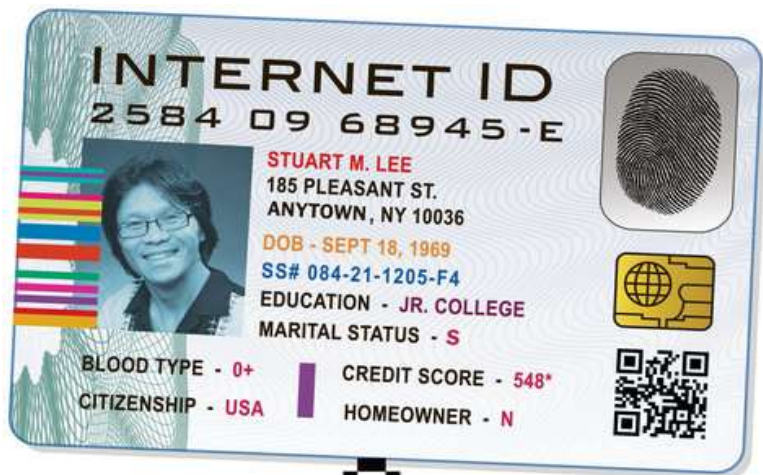 INTERNET ID
2584 09 68945-E
STUART M. LEE
185 PLEASANT ST.
ANYTOWN, NY 10036
DOB - SEPT 18, 1969
SS# 084-21-1205-F4
EDUCATION - JR. COLLEGE
MARITAL STATUS - S
BLOOD TYPE - 0+
CREDIT SCORE - 548*
CITIZENSHIP - USA
HOMEOWNER - N